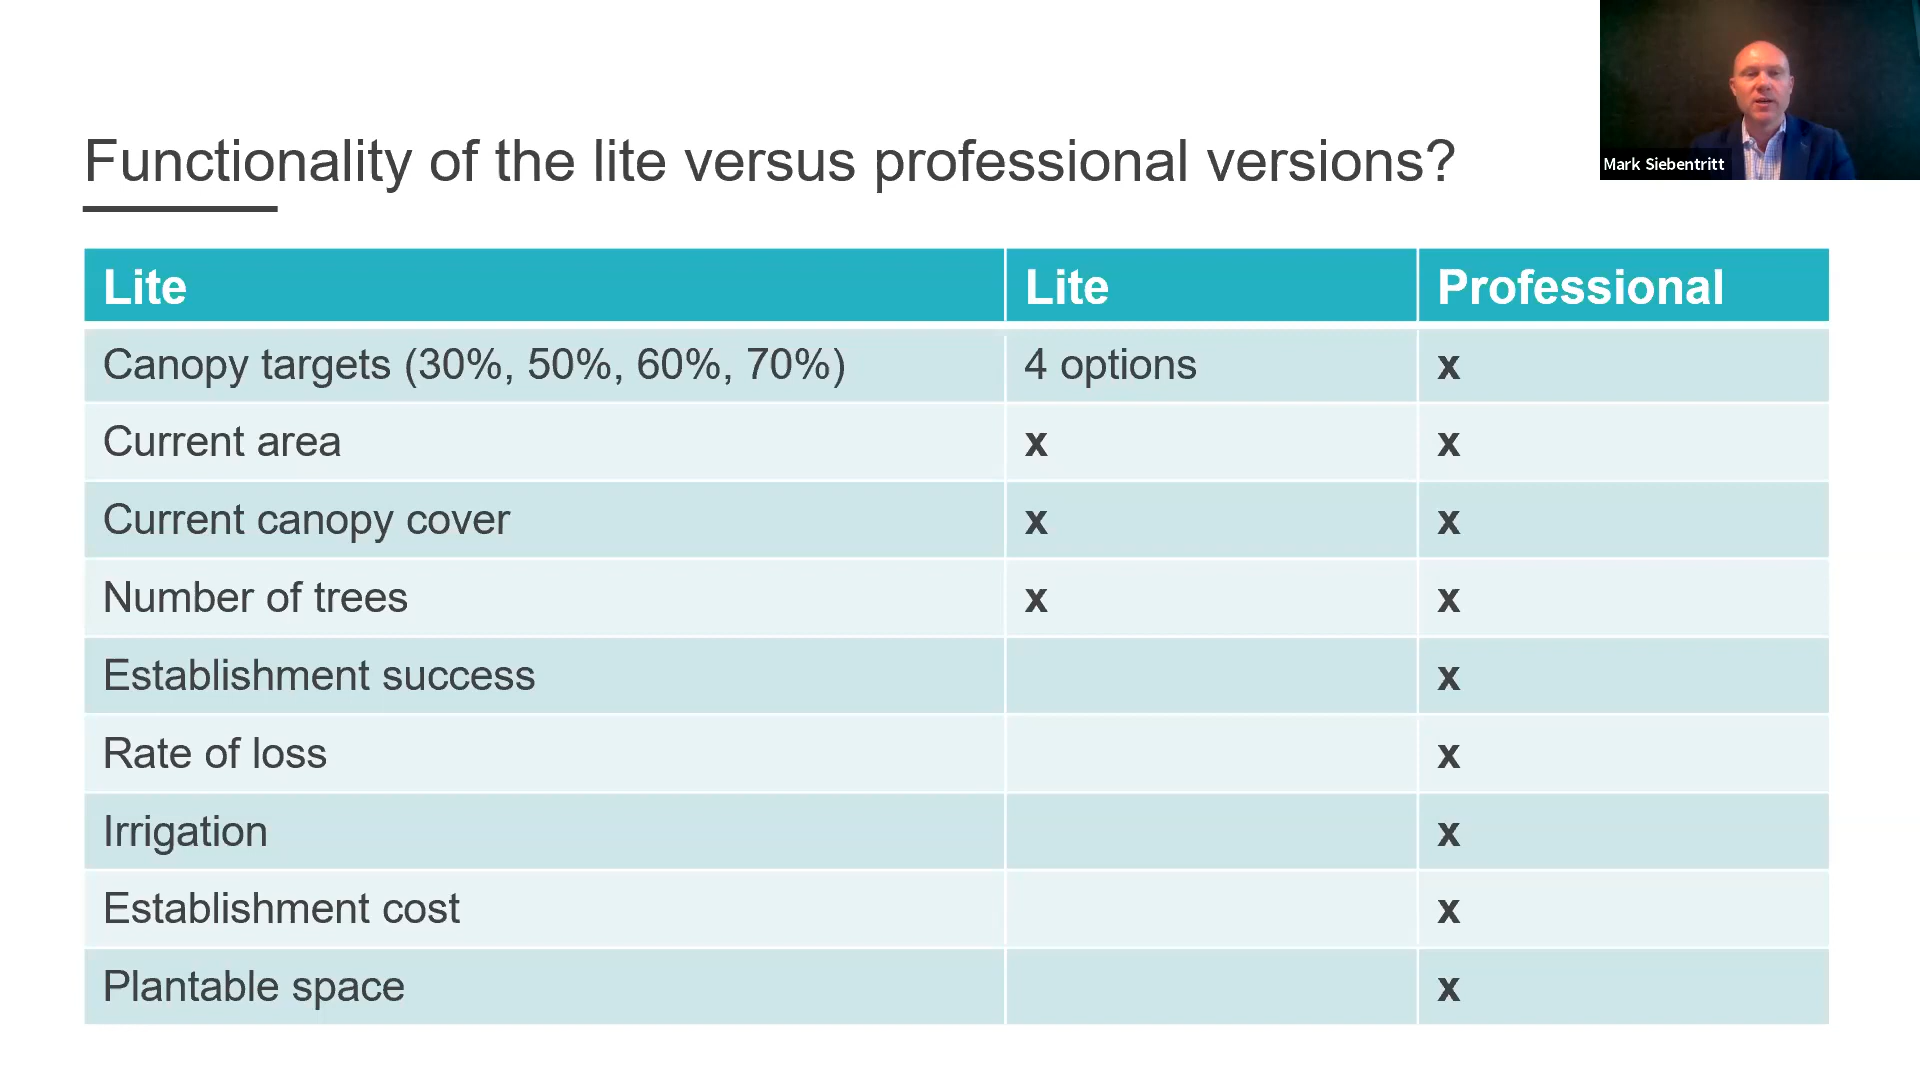 Functionality of the lite versus professional versions?
Mark Siebentritt
Lite Lite Professional
Canopy targets (30%, 50%, 60%, 70%) 4 options x
Current area x x
Current canopy cover x x
Number of trees x x
Establishment success x
Rate of loss x
Irrigation x
Establishment cost x
Plantable space x